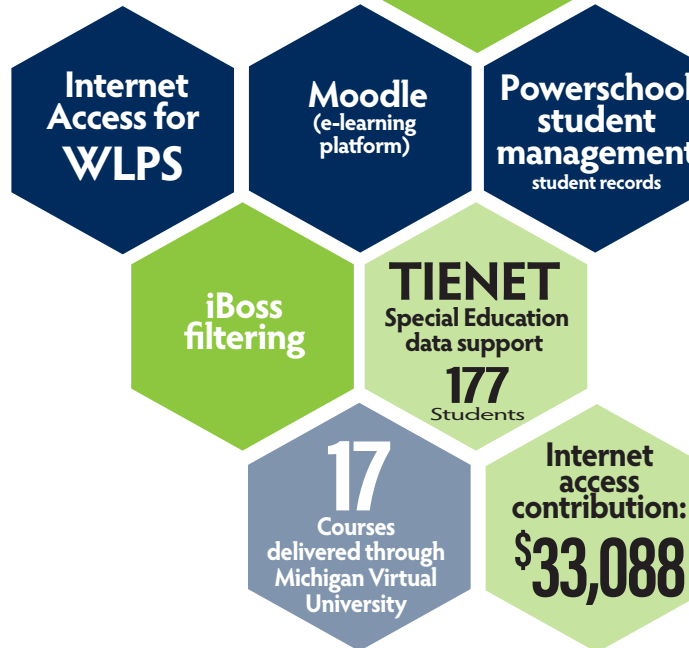 Internet
Access for
WLPS
Moodle
(e-learning
platform)
Powerschool
student
management
student records
iBoss
filtering
TIENET
Special Education
data support
177
Students
17
Courses
delivered through
Michigan Virtual
University
Internet
access
contribution:
$33,088